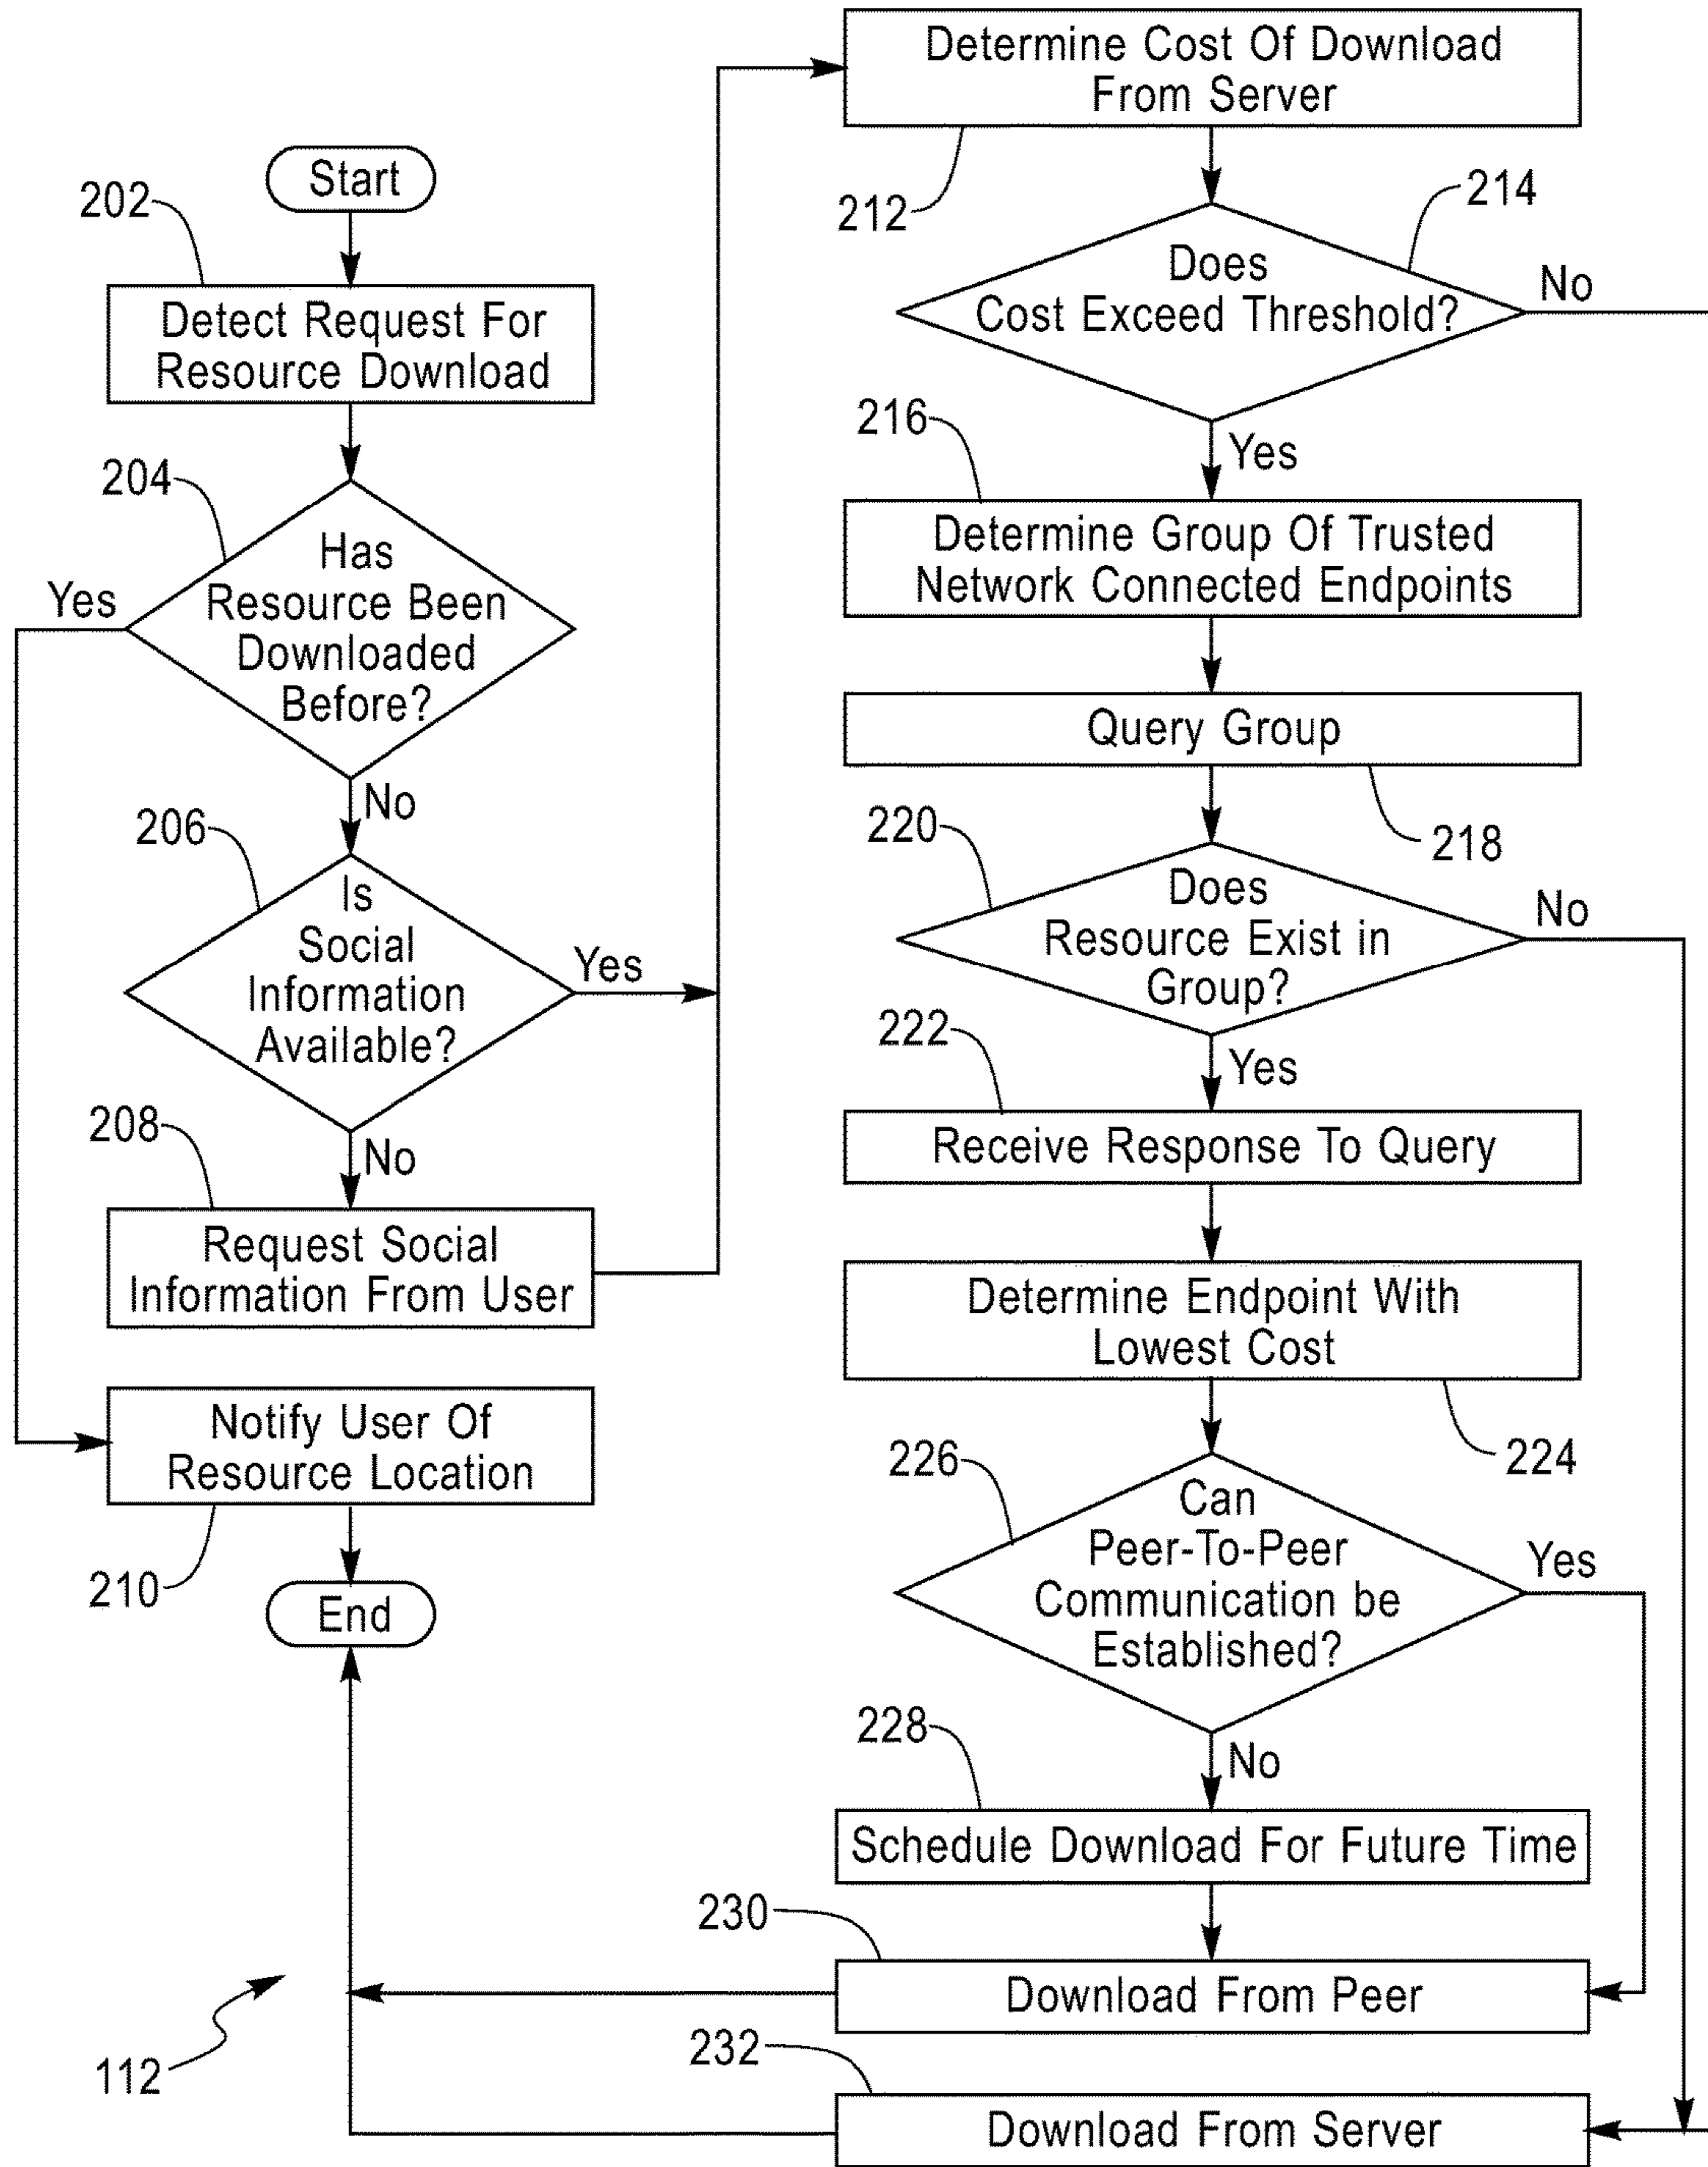 Start
202
Detect Request For
Resource Download
204
Has
Resource Been
Downloaded
Before?
Yes
No
206
Is
Social
Information
Available?
Yes
No
208
Request Social
Information From User
Notify User Of
Resource Location
210
End
112
Determine Cost Of Download
From Server
212
214
Does
Cost Exceed Threshold?
No
Yes
216
Determine Group Of Trusted
Network Connected Endpoints
Query Group
218
220
Does
Resource Exist in
Group?
No
Yes
222
Receive Response To Query
Determine Endpoint With
Lowest Cost
224
226
Can
Peer-To-Peer
Communication be
Established?
Yes
No
228
Schedule Download For Future Time
230
Download From Peer
232
Download From Server